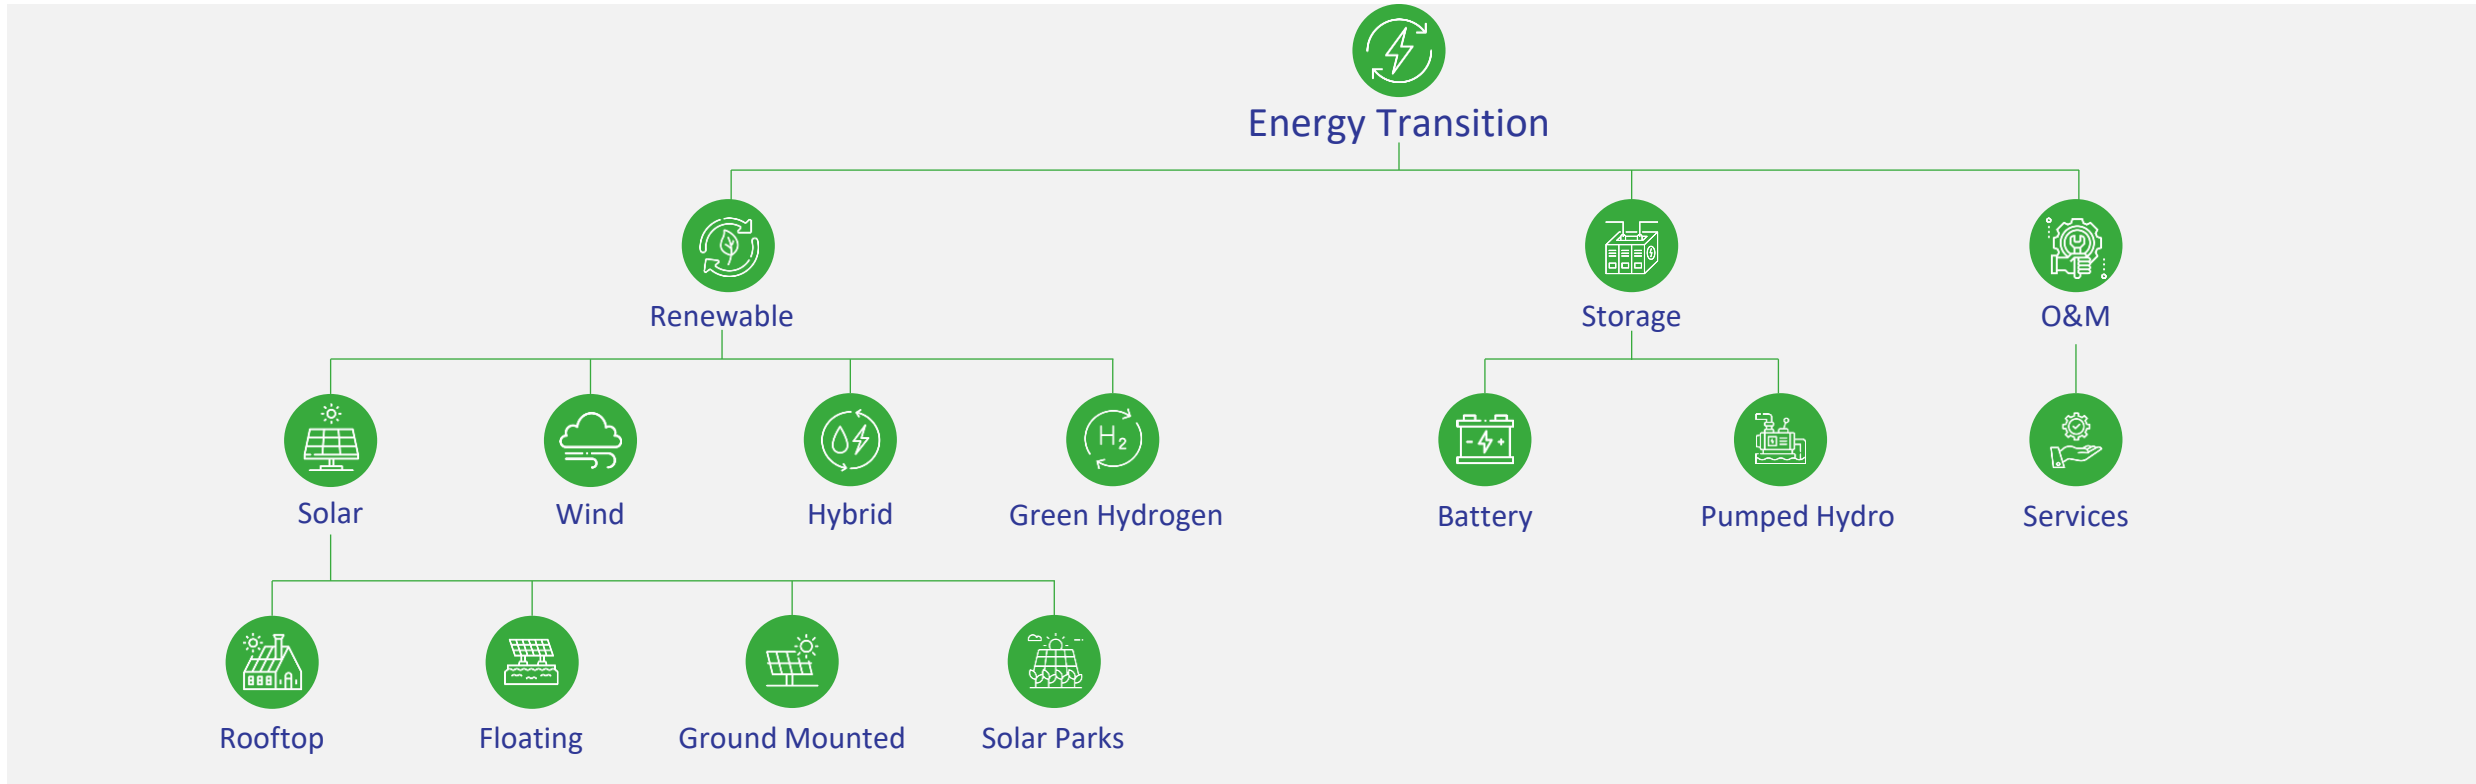 Energy Transition
Renewable
Storage
O&M
H2
- +
Solar
Wind
Hybrid
Green Hydrogen
Battery
Pumped Hydro
Services
Rooftop
Floating
Ground Mounted
Solar Parks